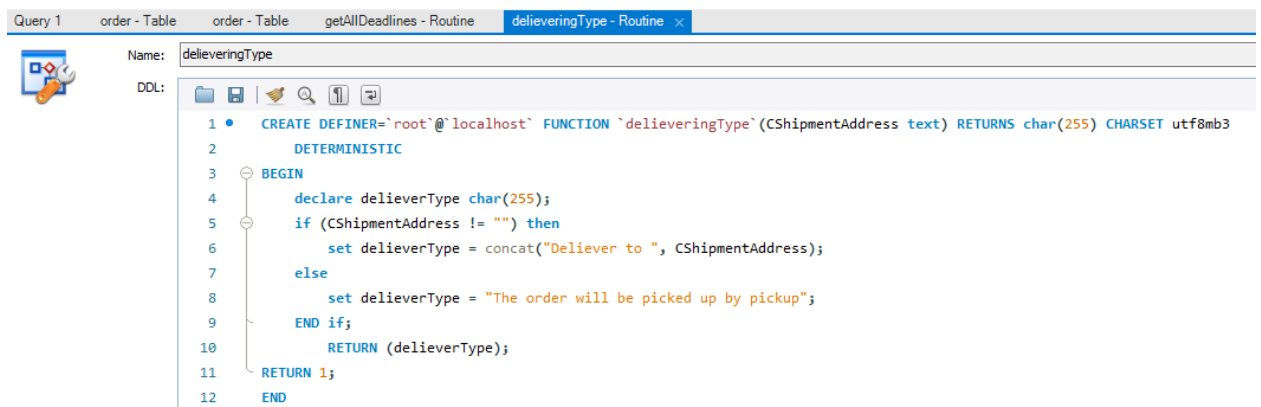 Query 1 order - Table order - Table getAllDeadlines - Routine delieveringType - Routine ×
Name: delieveringType
DDL:
1 CREATE DEFINER=`root`@`localhost` FUNCTION `delieveringType`(CShipmentAddress text) RETURNS char(255) CHARSET utf8mb3
2 DETERMINISTIC
3 BEGIN
4 declare delieverType char(255);
5 if (CShipmentAddress != "") then
6 set delieverType = concat("Deliever to ", CShipmentAddress);
7 else
8 set delieverType = "The order will be picked up by pickup";
9 END if;
10 RETURN (delieverType);
11 RETURN 1;
12 END